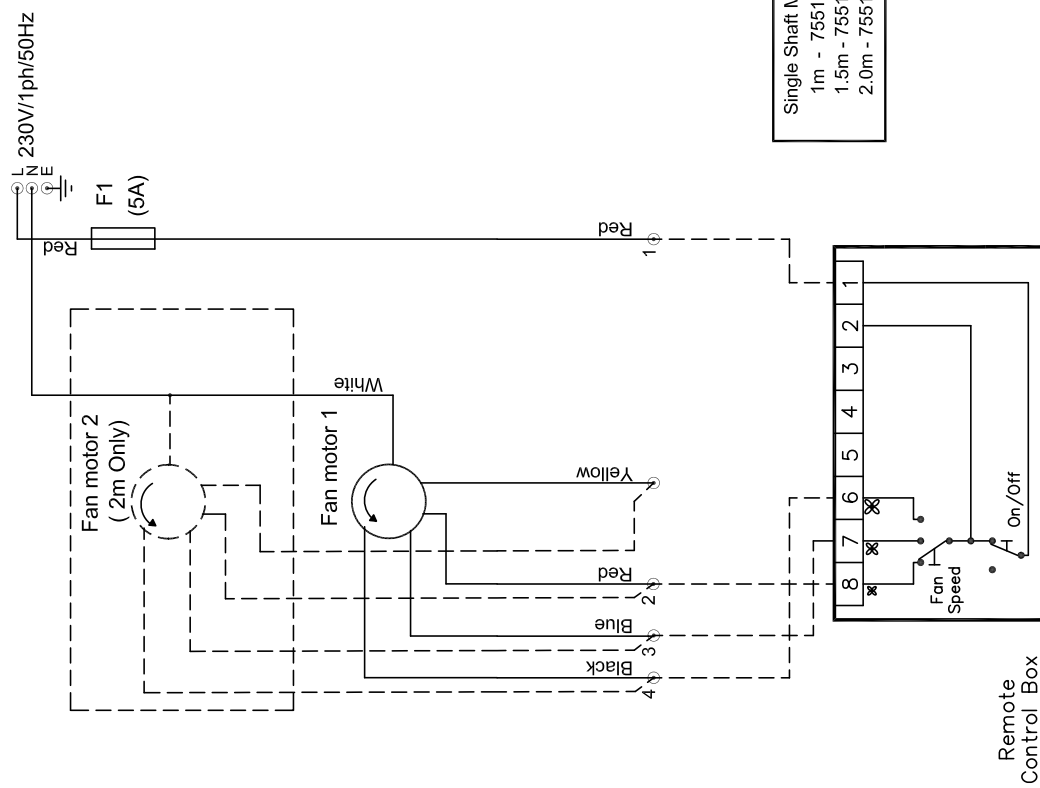 230V/1ph/50Hz
L
N
E
F1
(5A)
Red
Red
1
Single Shaft M
1m - 7551
1.5m - 7551
2.0m - 7551
Fan motor 2
( 2m Only)
White
Fan motor 1
Yellow
Red
2
Blue
3
Black
4
1
2
3
4
5
6
7
8
On/Off
Fan
Speed
Remote
Control Box